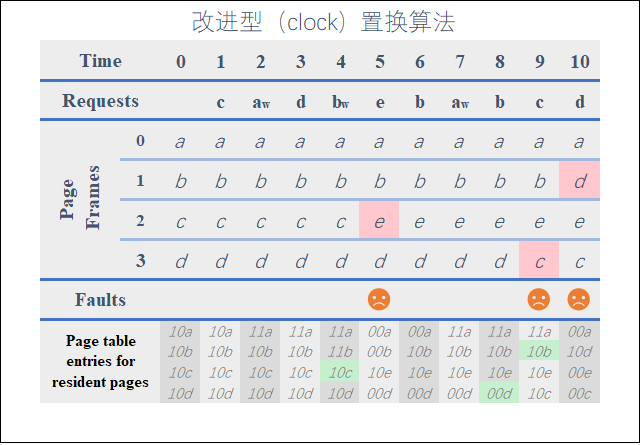 改进型（clock）置换算法
Time 0 1 2 3 4 5 6 7 8 9 10
Requests c aw d bw e b aw b c d
Page Frames
0 a a a a a a a a a a a
1 b b b b b b b b b b d
2 c c c c c e e e e e e
3 d d d d d d d d d c c
Faults
Page table
entries for
resident pages
10a 10a 11a 11a 11a 00a 00a 11a 11a 11a 00a
10b 10b 10b 10b 11b 00b 10b 10b 10b 10b 10d
10c 10c 10c 10c 10c 10e 10e 10e 10e 10e 00e
10d 10d 10d 10d 10d 00d 00d 00d 00d 10c 00c